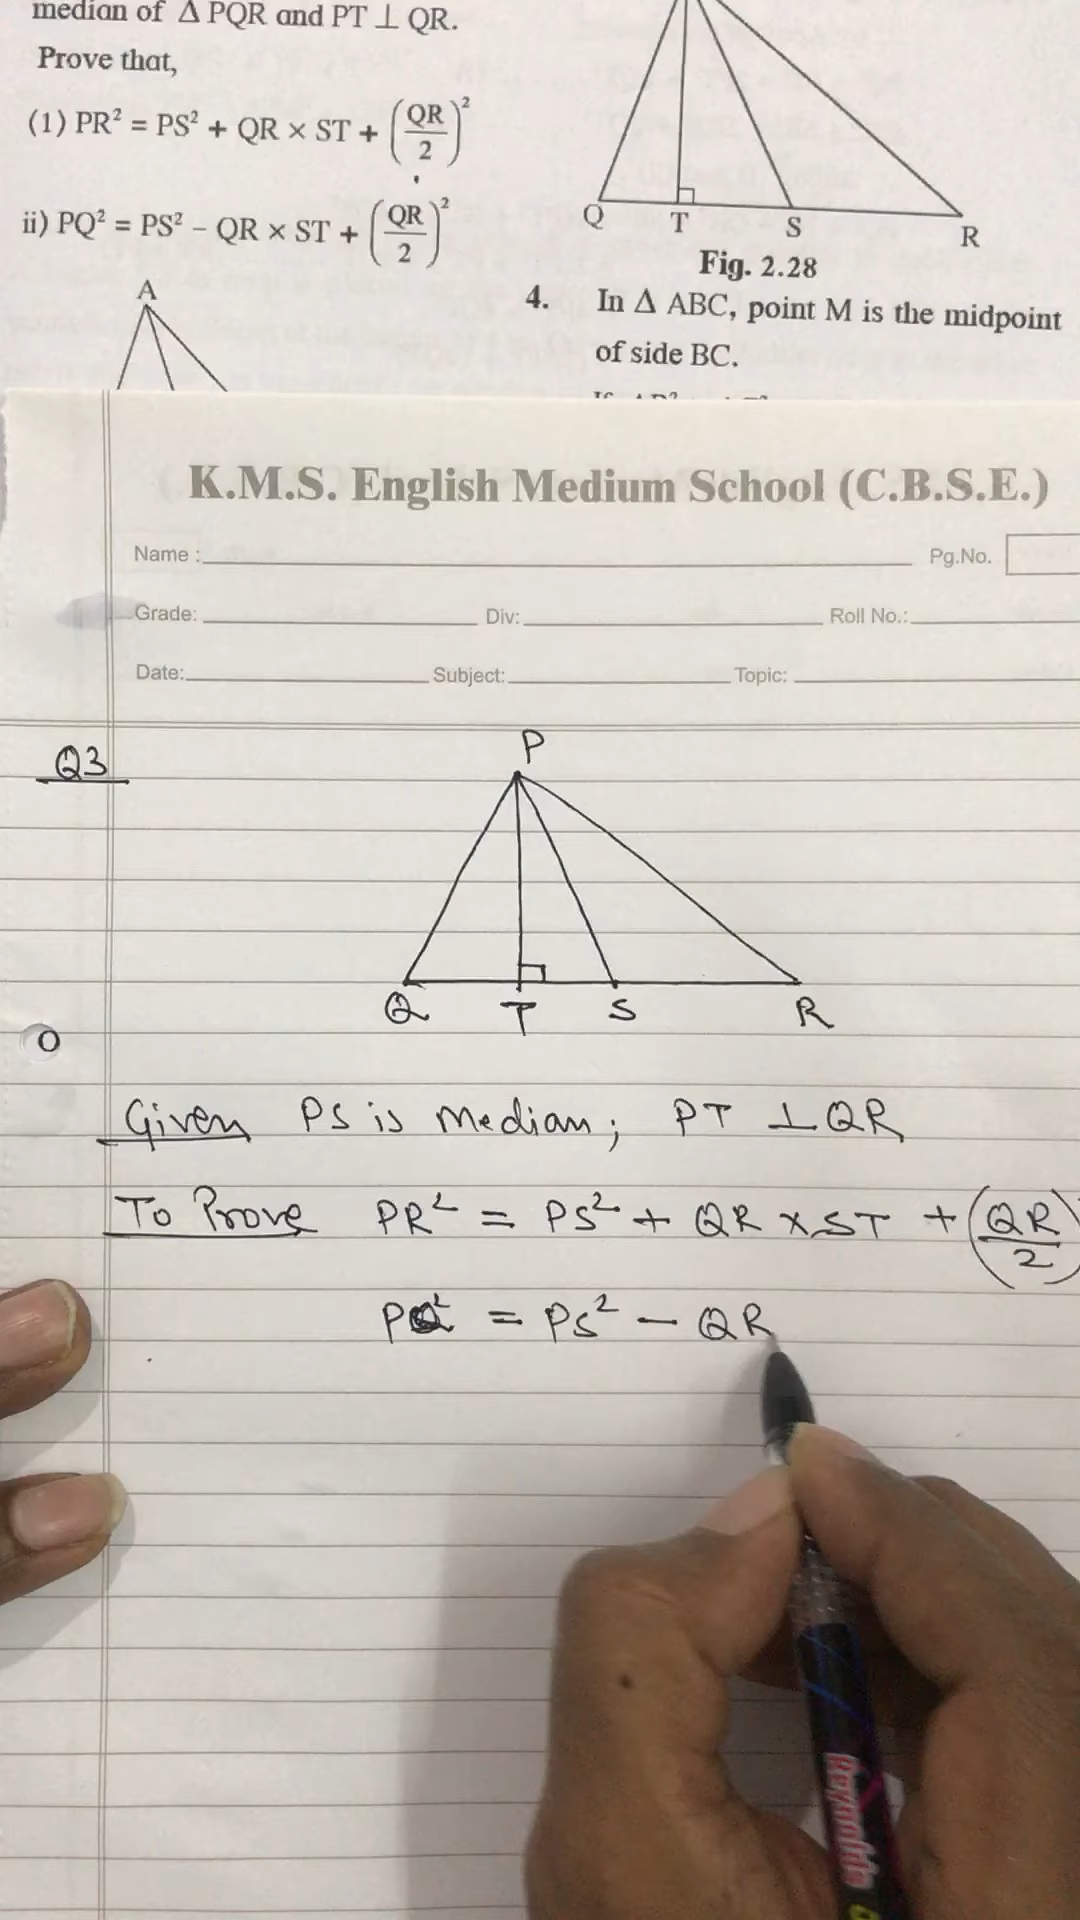 median of Δ PQR and PT ⊥ QR.
Prove that,
(1) PR² = PS² + QR × ST + (QR/2)²
ii) PQ² = PS² – QR × ST + (QR/2)²
A
Q T S R
Fig. 2.28
4. In Δ ABC, point M is the midpoint
of side BC.
K.M.S. English Medium School (C.B.S.E.)
Name : Pg.No.
Grade: Div: Roll No.:
Date: Subject: Topic:
Q3
P
Q T S R
Given PS is Median; PT ⊥ QR
To Prove PR² = PS² + QR × ST + (QR/2)
PQ² = PS² – QR
Reynolds